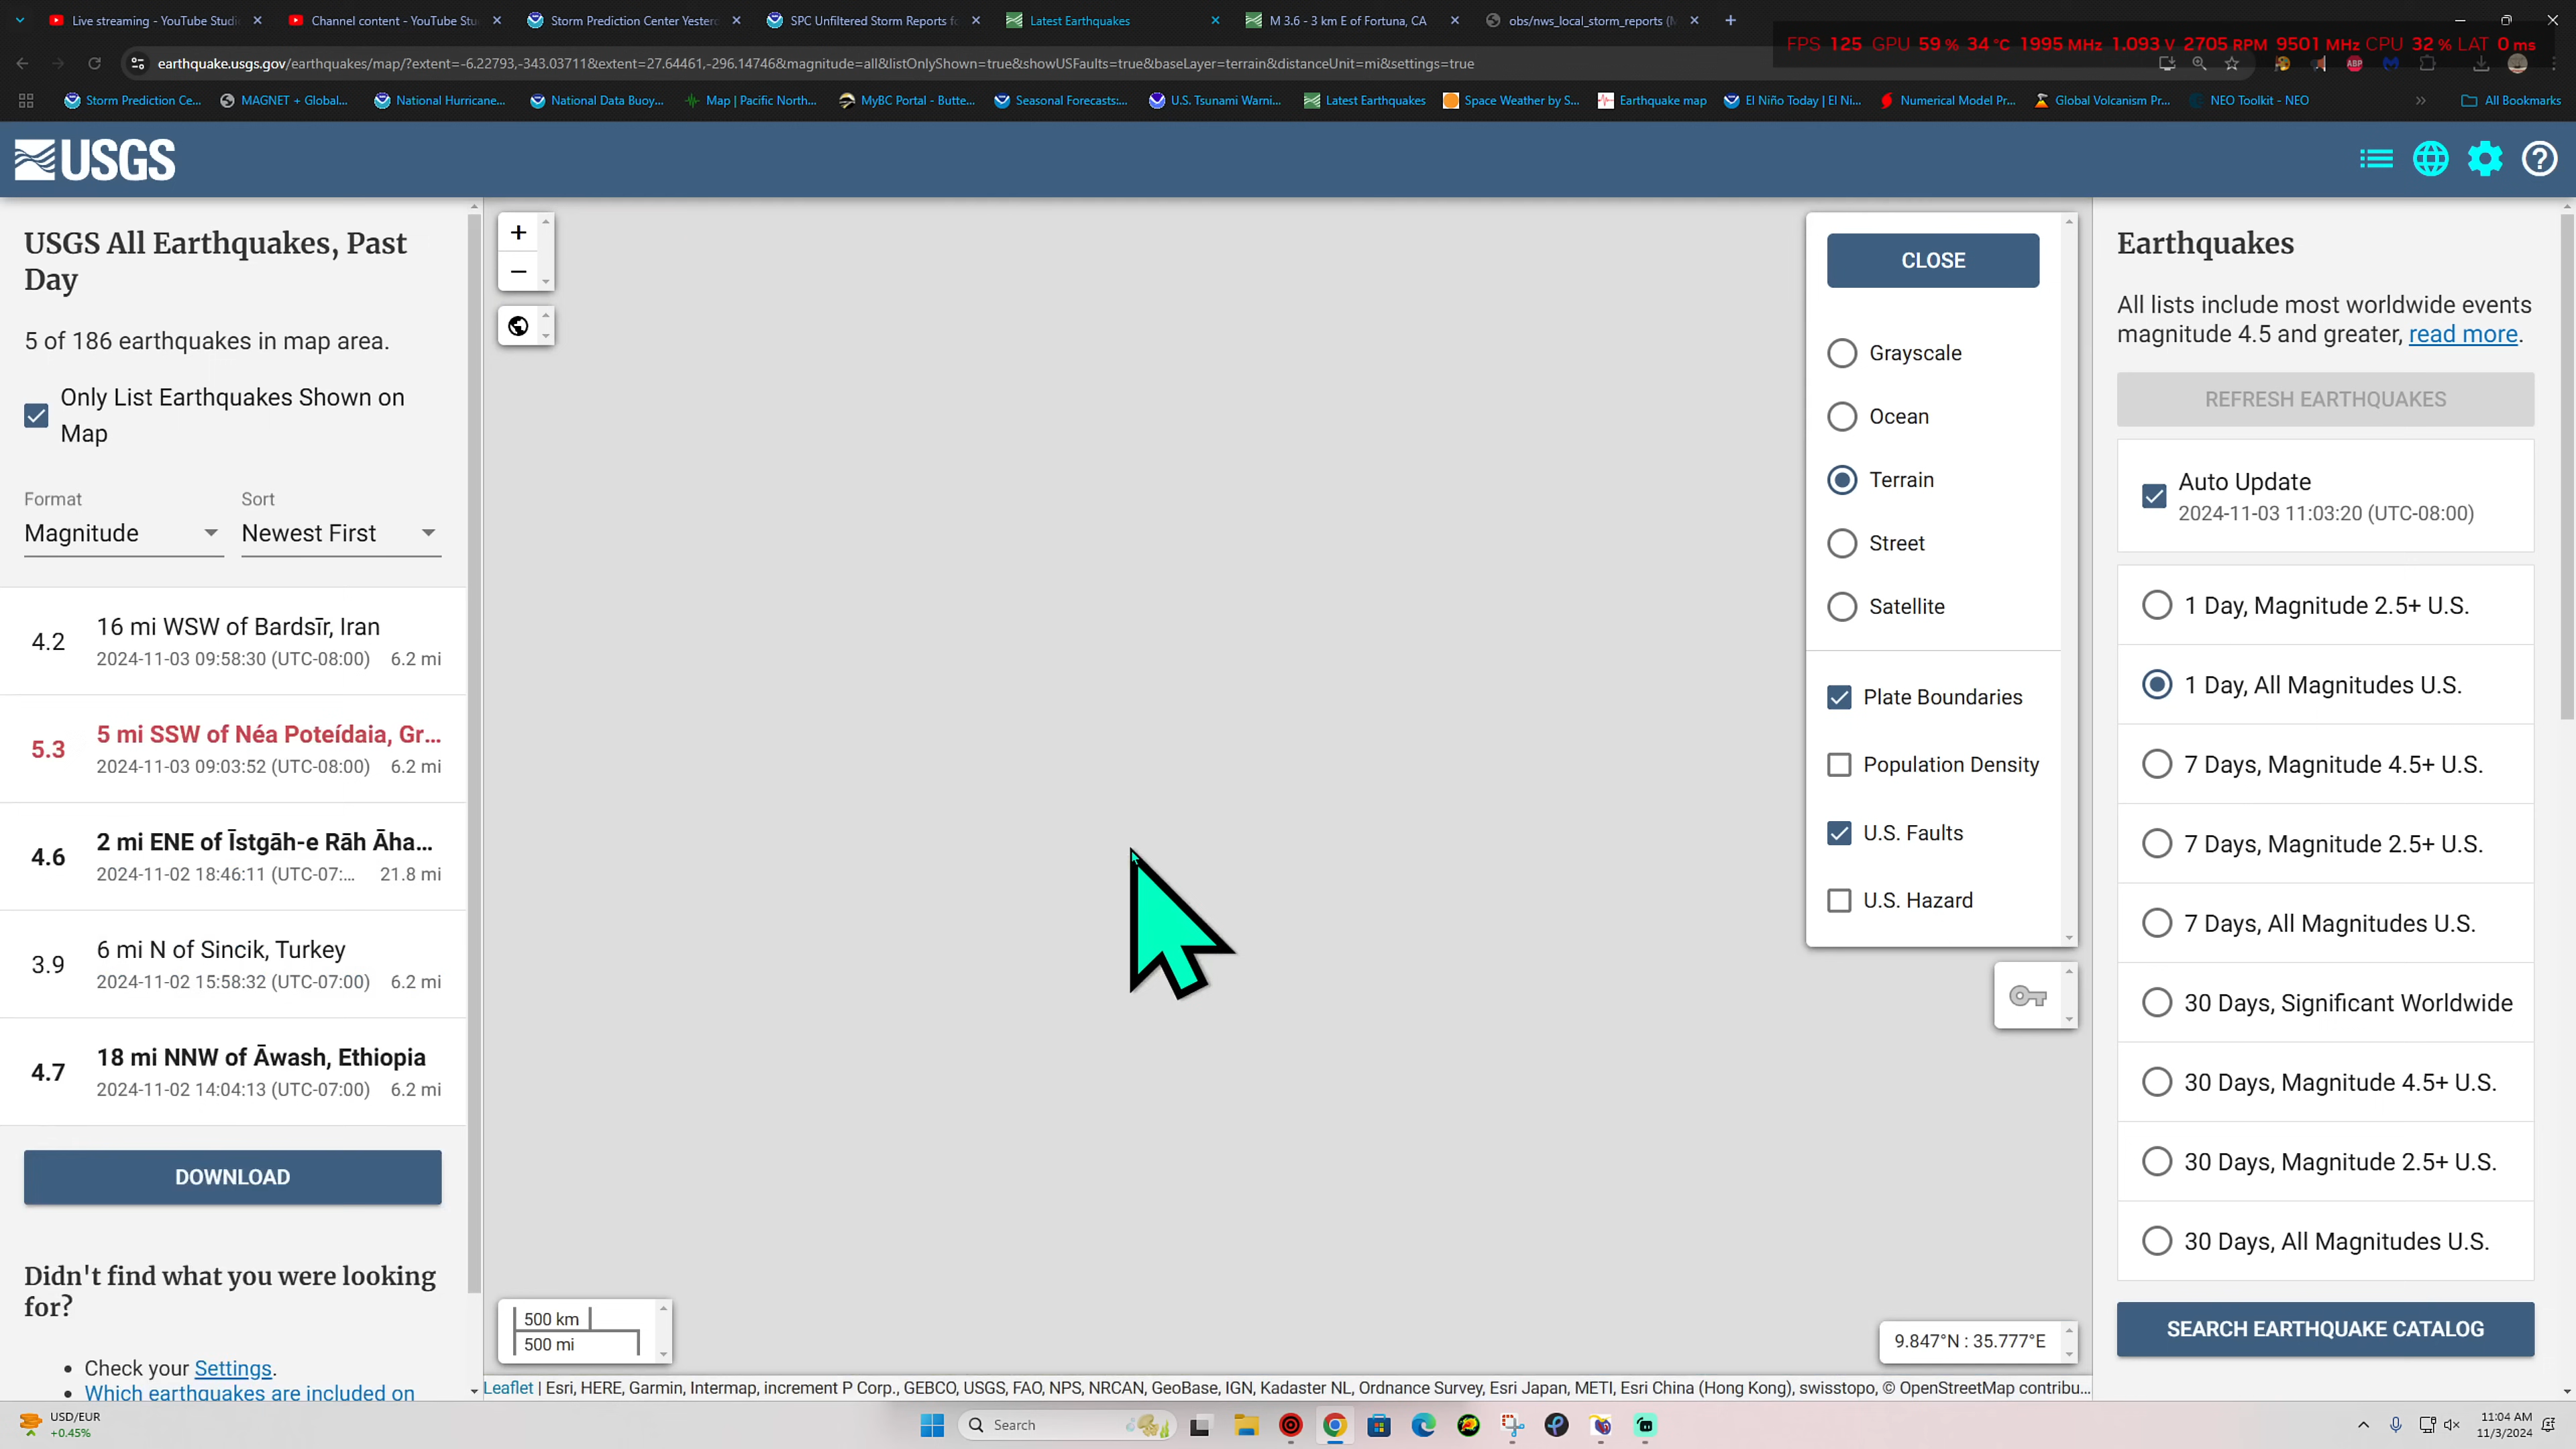 Live streaming - YouTube Studi
Channel content - YouTube Stu
Storm Prediction Center Yester
SPC Unfiltered Storm Reports f
Latest Earthquakes
M 3.6 - 3 km E of Fortuna, CA
obs/nws_local_storm_reports (M
FPS 125 GPU 59 % 34 °C 1995 MHz 1.093 V 2705 RPM 9501 MHz CPU 32 % LAT 0 ms
earthquake.usgs.gov/earthquakes/map/?extent=-6.22793,-343.03711&extent=27.64461,-296.14746&magnitude=all&listOnlyShown=true&showUSFaults=true&baseLayer=terrain&distanceUnit=mi&settings=true
Storm Prediction Ce...
MAGNET + Global...
National Hurricane...
National Data Buoy...
Map | Pacific North...
MyBC Portal - Butte...
Seasonal Forecasts:...
U.S. Tsunami Warni...
Latest Earthquakes
Space Weather by S...
Earthquake map
El Niño Today | El Ni...
Numerical Model Pr...
Global Volcanism Pr...
NEO Toolkit - NEO
All Bookmarks
USGS
USGS All Earthquakes, Past
Day
5 of 186 earthquakes in map area.
Only List Earthquakes Shown on
Map
Format
Magnitude
Sort
Newest First
4.2
16 mi WSW of Bardsīr, Iran
2024-11-03 09:58:30 (UTC-08:00) 6.2 mi
5.3
5 mi SSW of Néa Poteídaia, Gr...
2024-11-03 09:03:52 (UTC-08:00) 6.2 mi
4.6
2 mi ENE of Īstgāh-e Rāh Āha...
2024-11-02 18:46:11 (UTC-07:... 21.8 mi
3.9
6 mi N of Sincik, Turkey
2024-11-02 15:58:32 (UTC-07:00) 6.2 mi
4.7
18 mi NNW of Āwash, Ethiopia
2024-11-02 14:04:13 (UTC-07:00) 6.2 mi
DOWNLOAD
Didn't find what you were looking
for?
• Check your Settings.
• Which earthquakes are included on
+
−
500 km
500 mi
CLOSE
Grayscale
Ocean
Terrain
Street
Satellite
Plate Boundaries
Population Density
U.S. Faults
U.S. Hazard
9.847°N : 35.777°E
Leaflet | Esri, HERE, Garmin, Intermap, increment P Corp., GEBCO, USGS, FAO, NPS, NRCAN, GeoBase, IGN, Kadaster NL, Ordnance Survey, Esri Japan, METI, Esri China (Hong Kong), swisstopo, © OpenStreetMap contribu...
Earthquakes
All lists include most worldwide events
magnitude 4.5 and greater, read more.
REFRESH EARTHQUAKES
Auto Update
2024-11-03 11:03:20 (UTC-08:00)
1 Day, Magnitude 2.5+ U.S.
1 Day, All Magnitudes U.S.
7 Days, Magnitude 4.5+ U.S.
7 Days, Magnitude 2.5+ U.S.
7 Days, All Magnitudes U.S.
30 Days, Significant Worldwide
30 Days, Magnitude 4.5+ U.S.
30 Days, Magnitude 2.5+ U.S.
30 Days, All Magnitudes U.S.
SEARCH EARTHQUAKE CATALOG
USD/EUR
+0.45%
Search
11:04 AM
11/3/2024